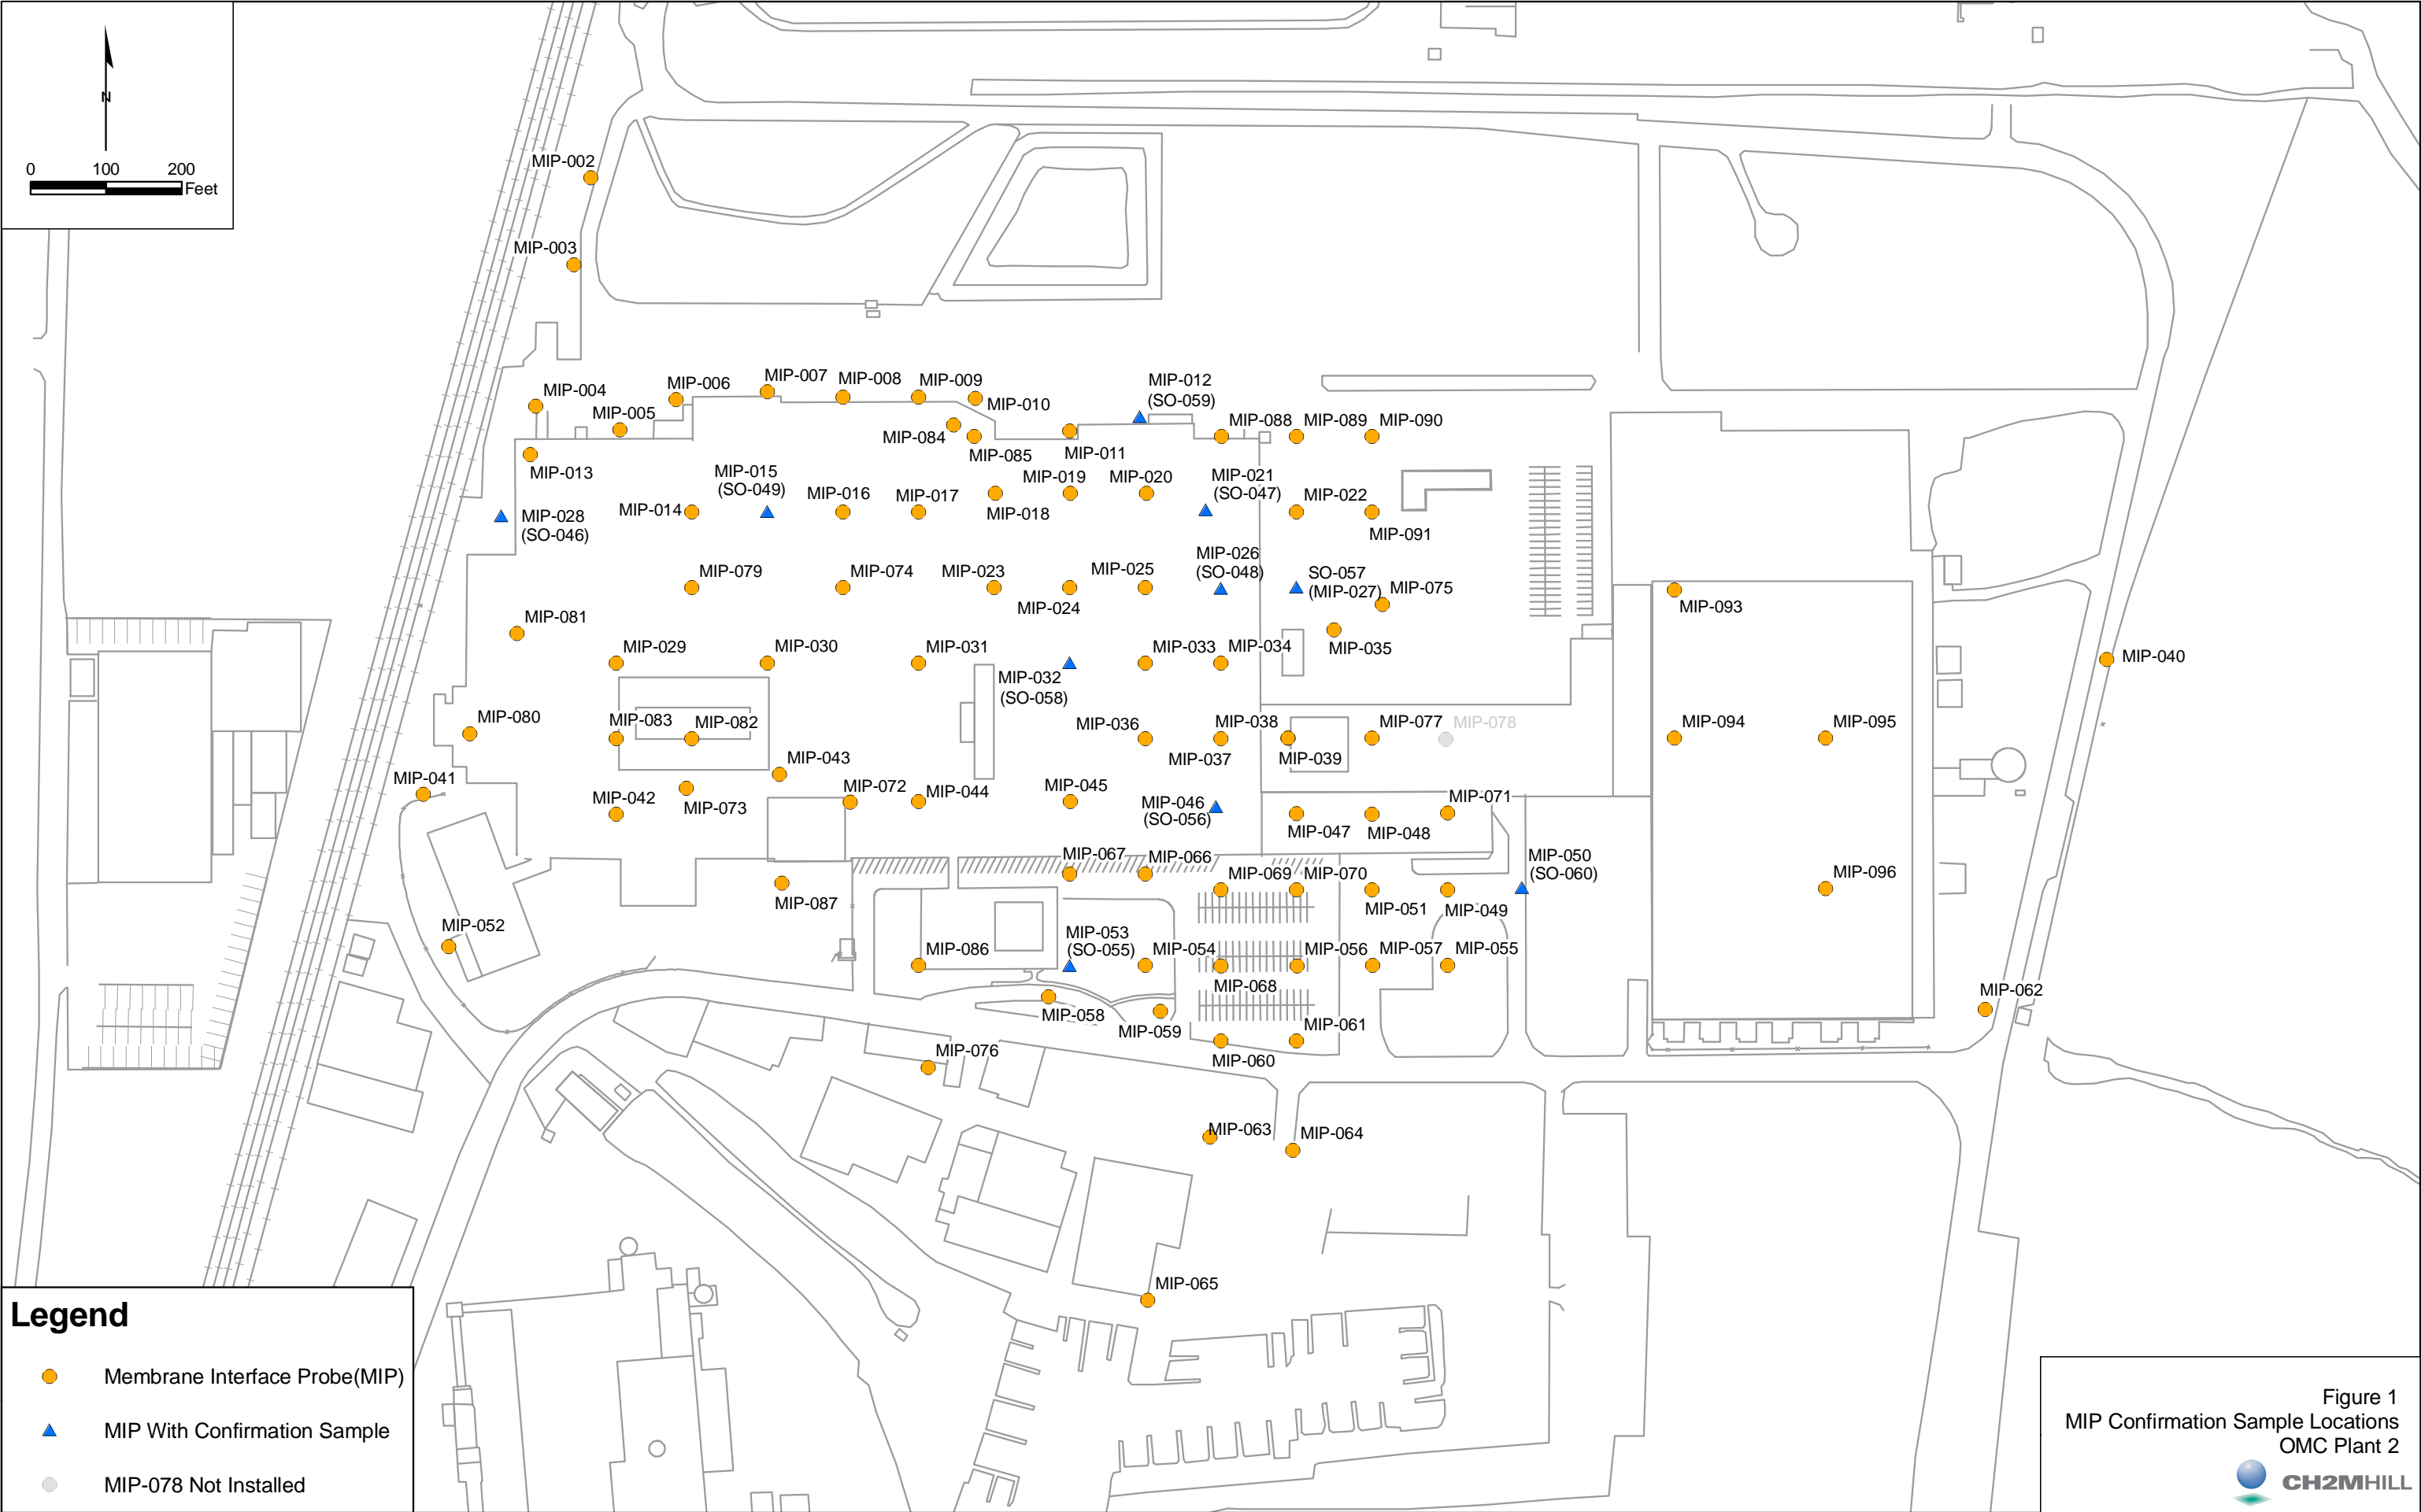 N
0 100 200
Feet
MIP-002
MIP-003
MIP-004
MIP-005
MIP-006
MIP-007
MIP-008
MIP-009
MIP-010
MIP-012
(SO-059)
MIP-084
MIP-085
MIP-011
MIP-088
MIP-089
MIP-090
MIP-013
MIP-015
(SO-049)
MIP-014
MIP-016
MIP-017
MIP-018
MIP-019
MIP-020
MIP-021
(SO-047)
MIP-022
MIP-091
MIP-028
(SO-046)
MIP-079
MIP-074
MIP-023
MIP-024
MIP-025
MIP-026
(SO-048)
SO-057
(MIP-027)
MIP-075
MIP-093
MIP-081
MIP-029
MIP-030
MIP-031
MIP-032
(SO-058)
MIP-033
MIP-034
MIP-035
MIP-040
MIP-080
MIP-083
MIP-082
MIP-036
MIP-037
MIP-038
MIP-039
MIP-077
MIP-078
MIP-094
MIP-095
MIP-041
MIP-042
MIP-073
MIP-043
MIP-072
MIP-044
MIP-045
MIP-046
(SO-056)
MIP-047
MIP-048
MIP-071
MIP-067
MIP-066
MIP-069
MIP-070
MIP-051
MIP-049
MIP-050
(SO-060)
MIP-096
MIP-087
MIP-052
MIP-086
MIP-053
(SO-055)
MIP-054
MIP-068
MIP-056
MIP-057
MIP-055
MIP-058
MIP-059
MIP-060
MIP-061
MIP-062
MIP-076
MIP-063
MIP-064
MIP-065
Legend
Membrane Interface Probe(MIP)
MIP With Confirmation Sample
MIP-078 Not Installed
Figure 1
MIP Confirmation Sample Locations
OMC Plant 2
CH2MHILL